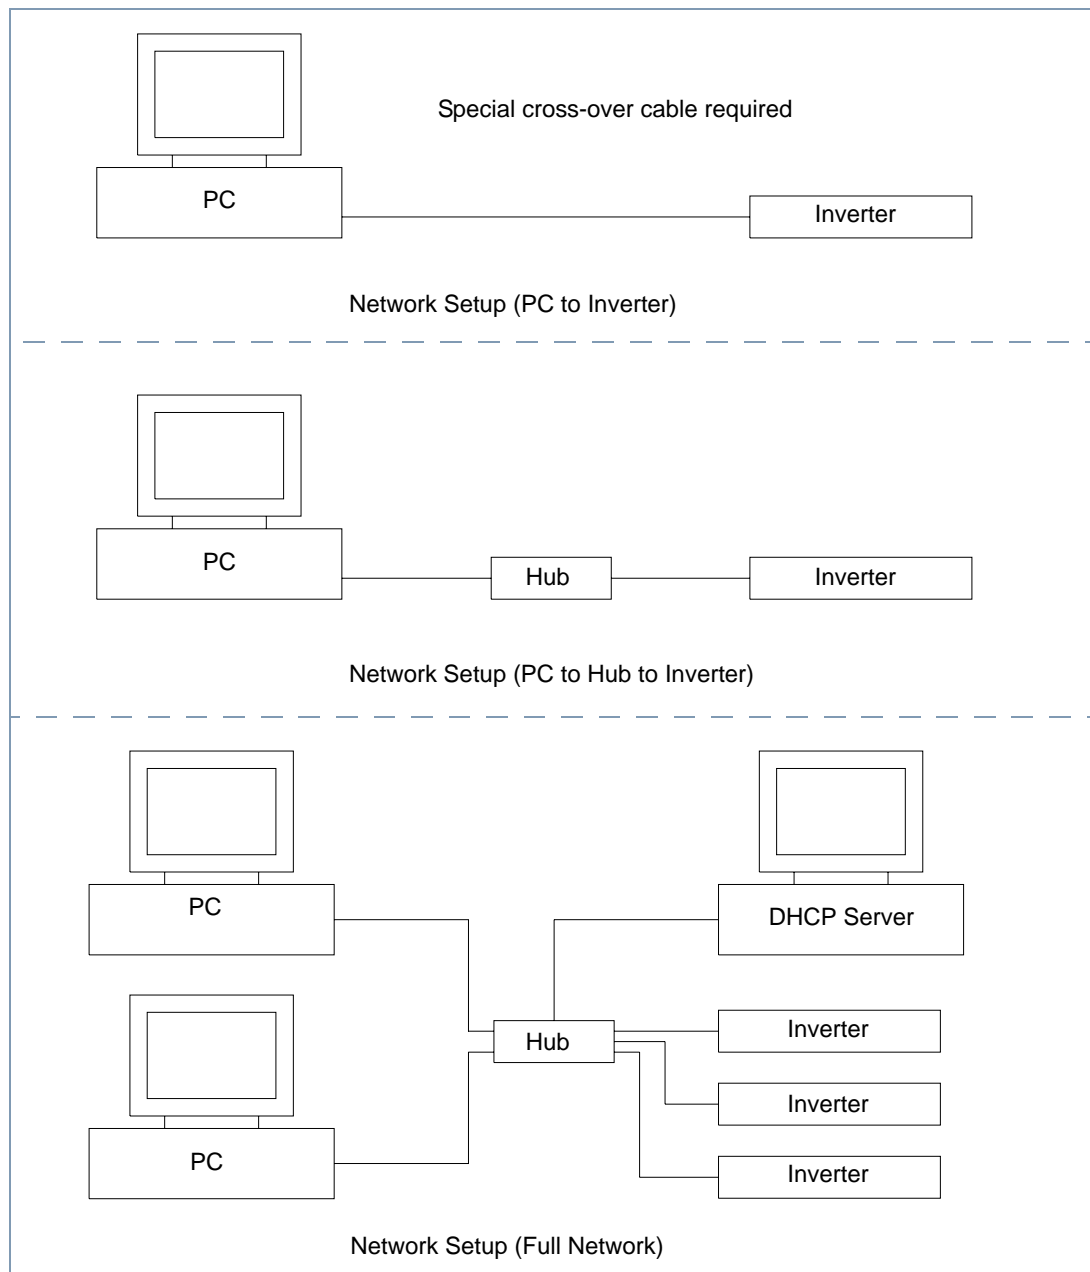 Special cross-over cable required
PC
Inverter
Network Setup (PC to Inverter)
PC
Hub
Inverter
Network Setup (PC to Hub to Inverter)
PC
DHCP Server
Inverter
Hub
Inverter
PC
Inverter
Network Setup (Full Network)